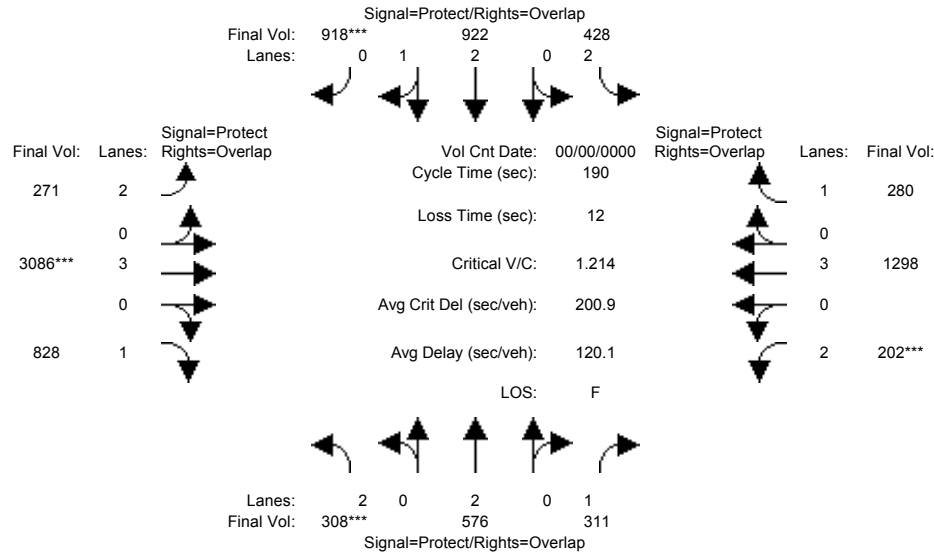 Signal=Protect/Rights=Overlap
Final Vol: 918*** 922 428
Lanes: 0 1 2 0 2
Signal=Protect
Final Vol: Lanes: Rights=Overlap
Vol Cnt Date: 00/00/0000
Signal=Protect
Rights=Overlap Lanes: Final Vol:
Cycle Time (sec): 190
271 2
1 280
Loss Time (sec): 12
0
0
3086*** 3
Critical V/C: 1.214
3 1298
0
Avg Crit Del (sec/veh): 200.9
0
828 1
Avg Delay (sec/veh): 120.1
2 202***
LOS: F
Lanes: 2 0 2 0 1
Final Vol: 308*** 576 311
Signal=Protect/Rights=Overlap